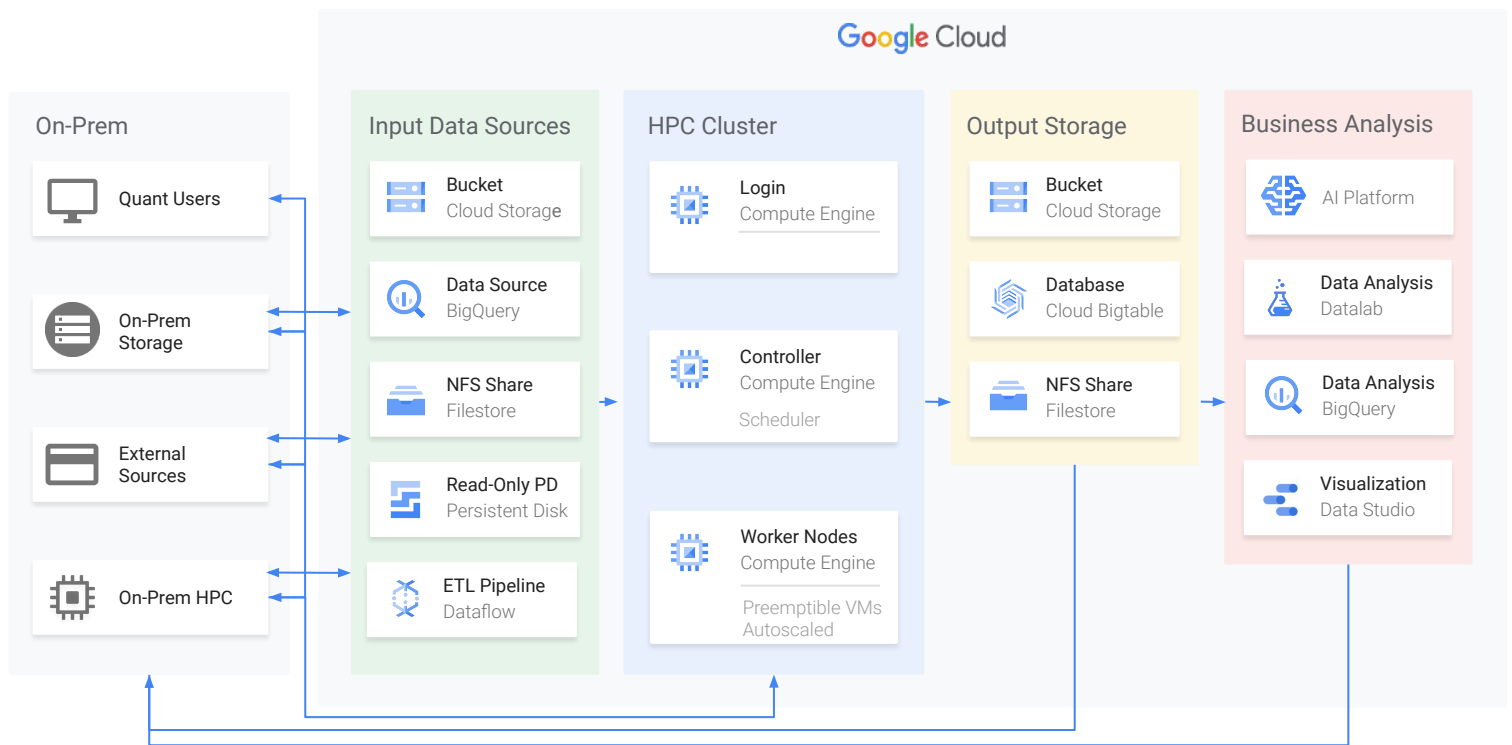 Google Cloud
On-Prem
Quant Users
On-Prem
Storage
External
Sources
On-Prem HPC
Input Data Sources
Bucket
Cloud Storage
Data Source
BigQuery
NFS Share
Filestore
Read-Only PD
Persistent Disk
ETL Pipeline
Dataflow
HPC Cluster
Login
Compute Engine
Controller
Compute Engine
Scheduler
Worker Nodes
Compute Engine
Preemptible VMs
Autoscaled
Output Storage
Bucket
Cloud Storage
Database
Cloud Bigtable
NFS Share
Filestore
Business Analysis
AI Platform
Data Analysis
Datalab
Data Analysis
BigQuery
Visualization
Data Studio